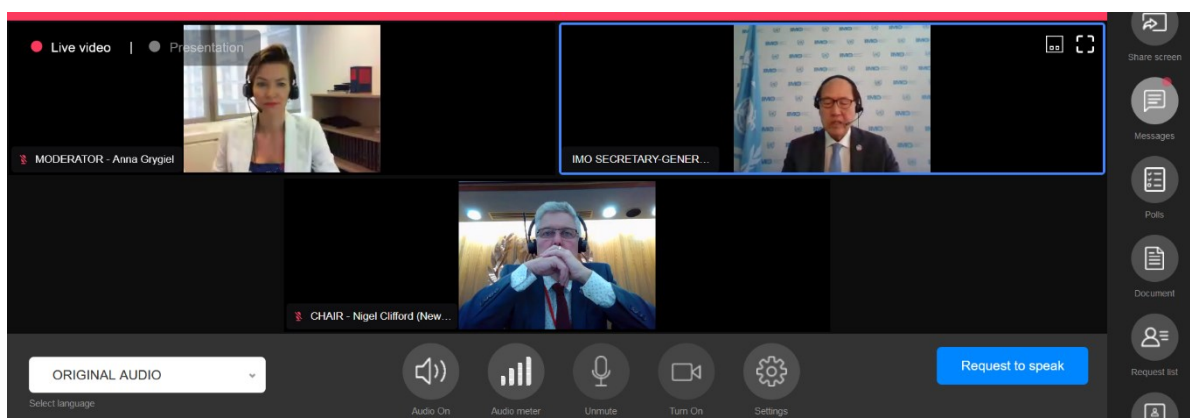 Live video | Presentation
MODERATOR - Anna Grygiel
IMO SECRETARY-GENER...
CHAIR - Nigel Clifford (New...
ORIGINAL AUDIO
Select language
Audio On
Audio meter
Unmute
Turn On
Settings
Request to speak
Share screen
Messages
Polls
Document
Request list